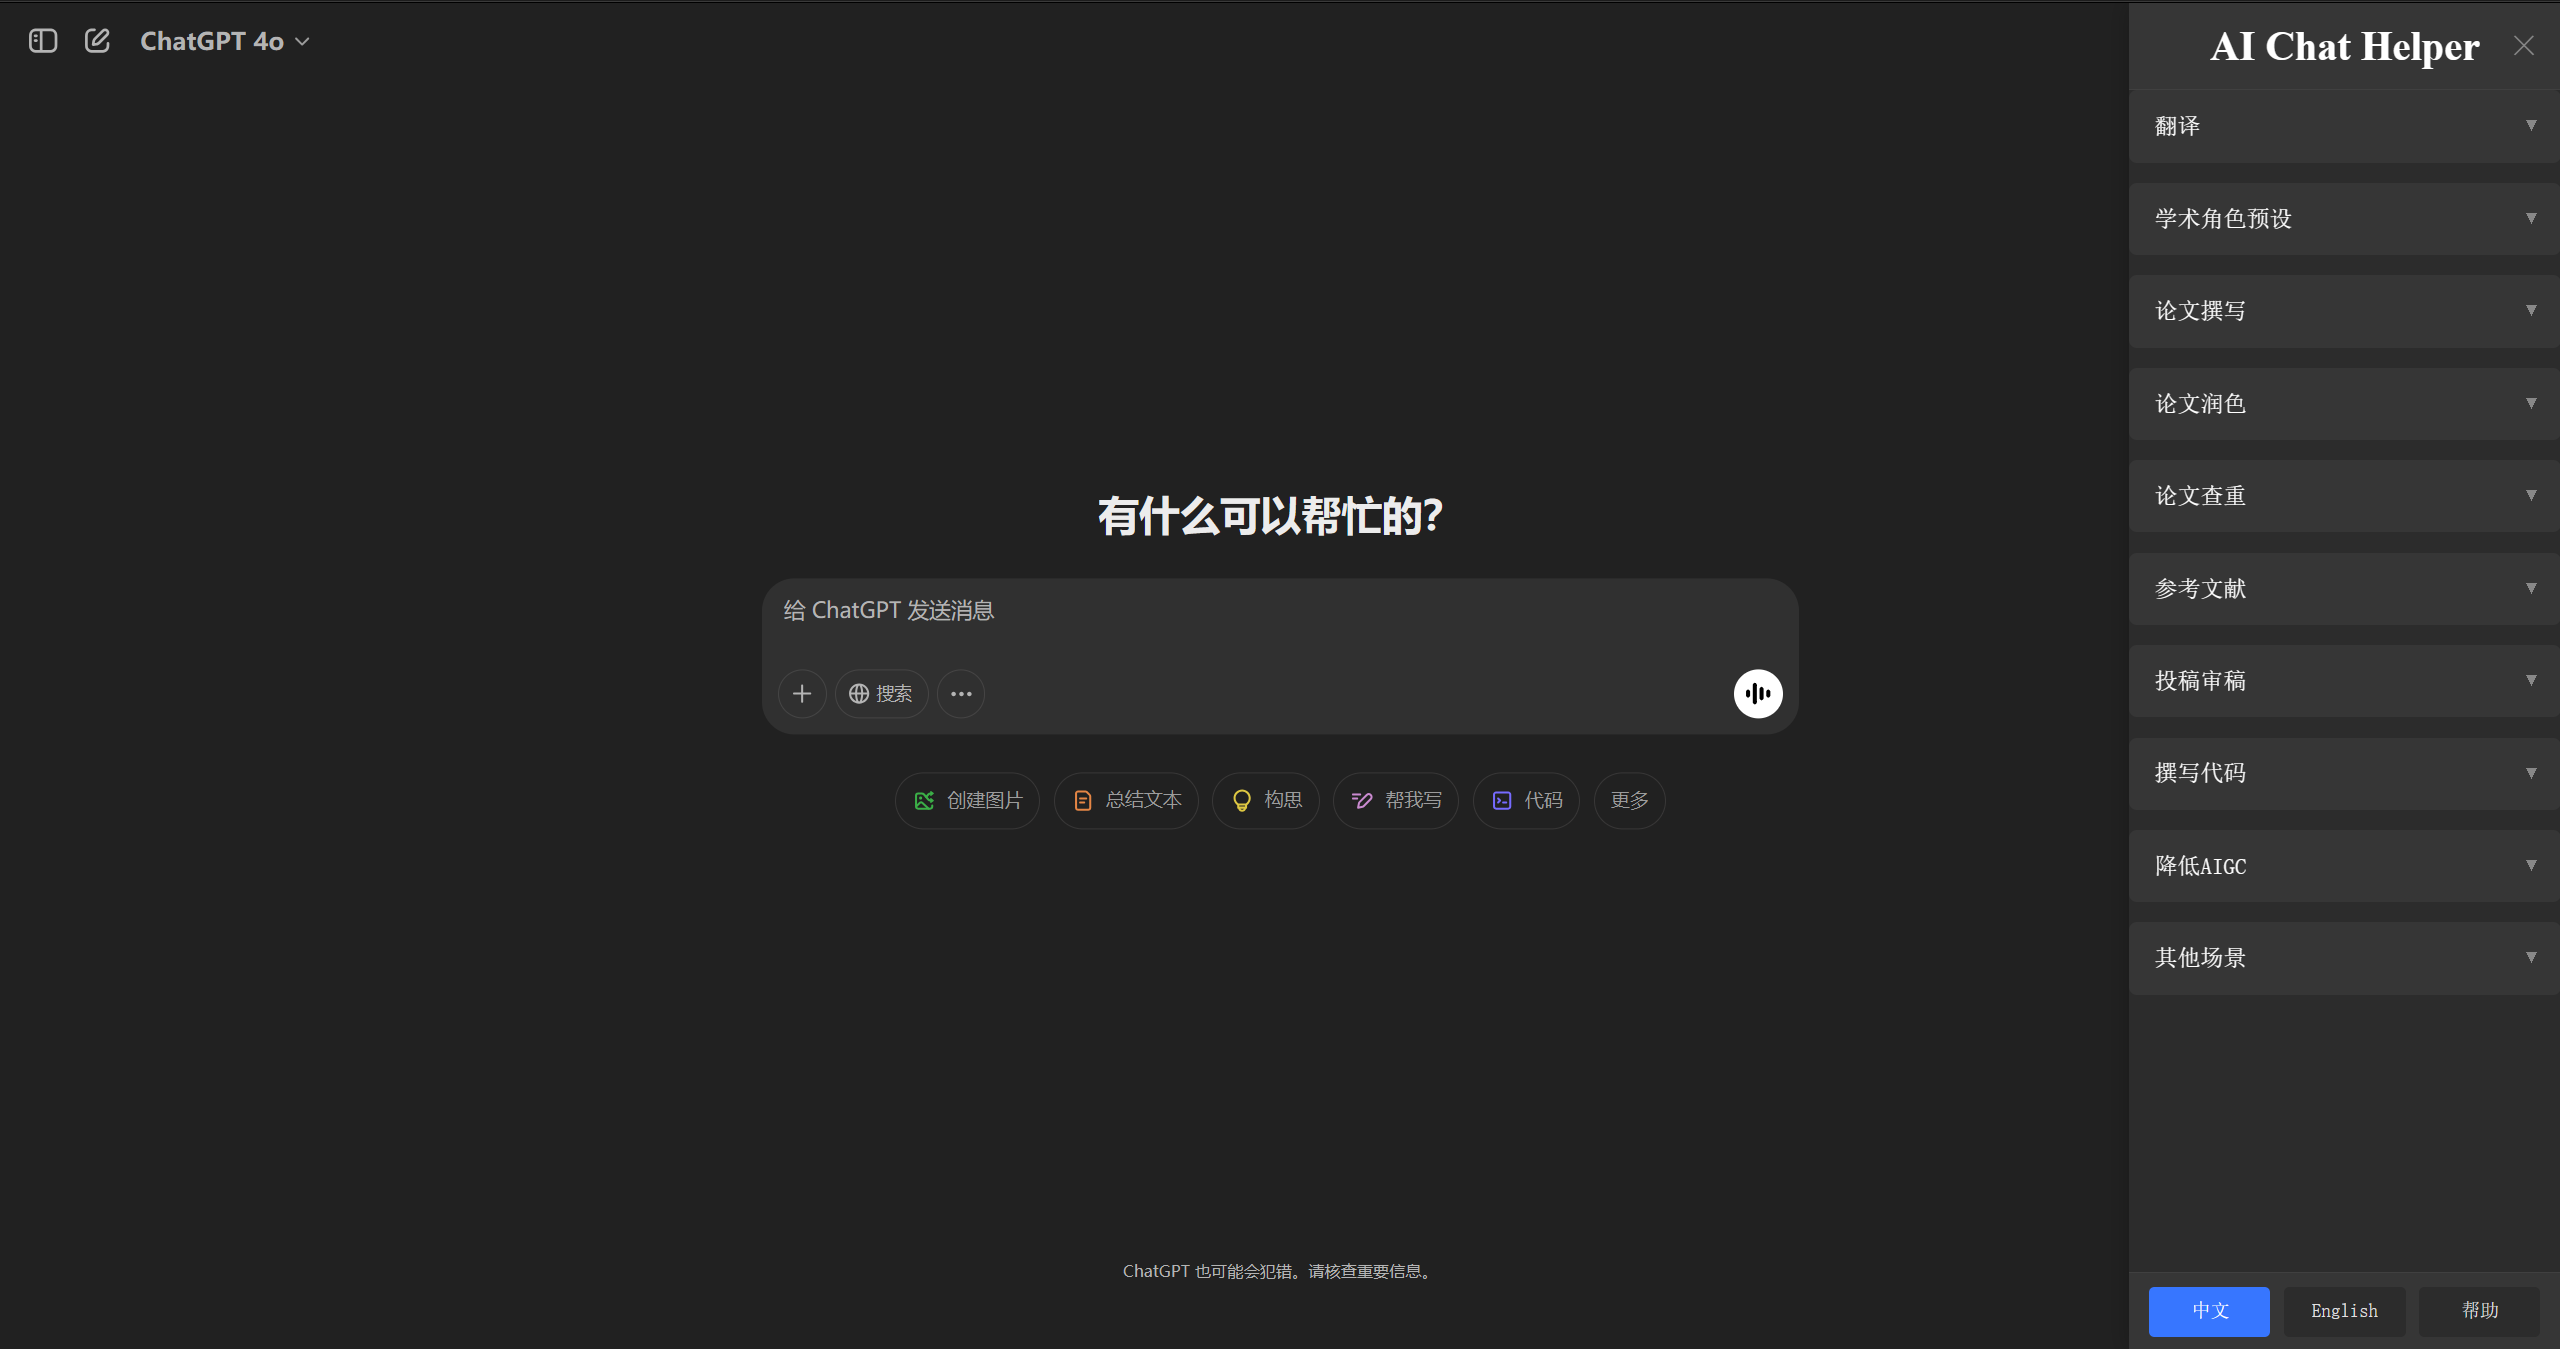 ChatGPT 4o
有什么可以帮忙的？
给 ChatGPT 发送消息
搜索
创建图片
总结文本
构思
帮我写
代码
更多
ChatGPT 也可能会犯错。请核查重要信息。
AI Chat Helper
翻译
学术角色预设
论文撰写
论文润色
论文查重
参考文献
投稿审稿
撰写代码
降低AIGC
其他场景
中文
English
帮助